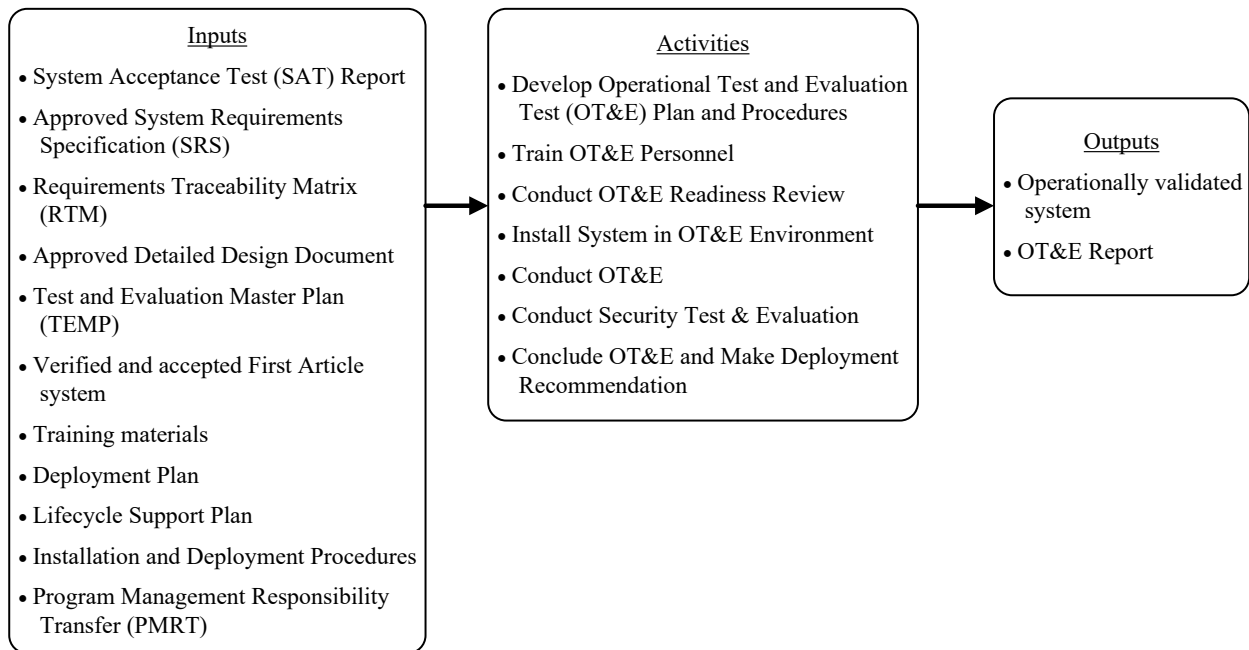 Inputs
• System Acceptance Test (SAT) Report
• Approved System Requirements
Specification (SRS)
• Requirements Traceability Matrix
(RTM)
• Approved Detailed Design Document
• Test and Evaluation Master Plan
(TEMP)
• Verified and accepted First Article
system
• Training materials
• Deployment Plan
• Lifecycle Support Plan
• Installation and Deployment Procedures
• Program Management Responsibility
Transfer (PMRT)
Activities
• Develop Operational Test and Evaluation
Test (OT&E) Plan and Procedures
• Train OT&E Personnel
• Conduct OT&E Readiness Review
• Install System in OT&E Environment
• Conduct OT&E
• Conduct Security Test & Evaluation
• Conclude OT&E and Make Deployment
Recommendation
Outputs
• Operationally validated
system
• OT&E Report